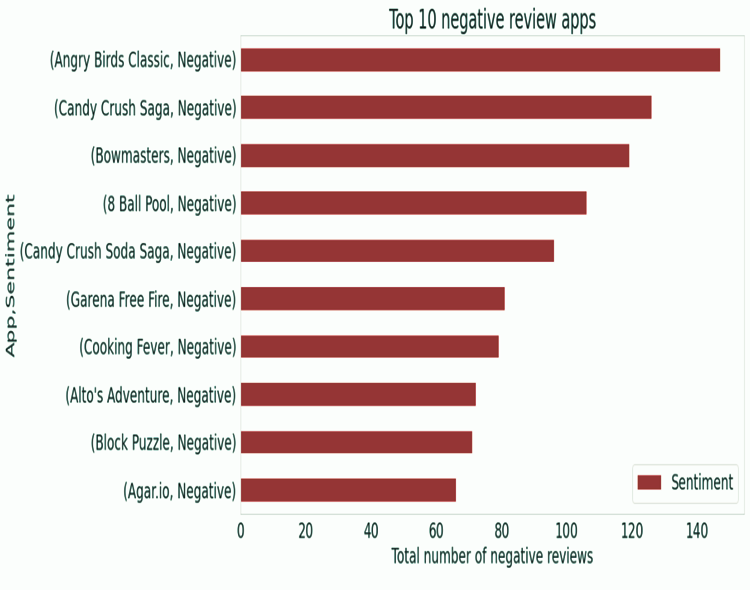 Top 10 negative review apps
App,Sentiment
(Angry Birds Classic, Negative)
(Candy Crush Saga, Negative)
(Bowmasters, Negative)
(8 Ball Pool, Negative)
(Candy Crush Soda Saga, Negative)
(Garena Free Fire, Negative)
(Cooking Fever, Negative)
(Alto's Adventure, Negative)
(Block Puzzle, Negative)
(Agar.io, Negative)
Sentiment
0 20 40 60 80 100 120 140
Total number of negative reviews